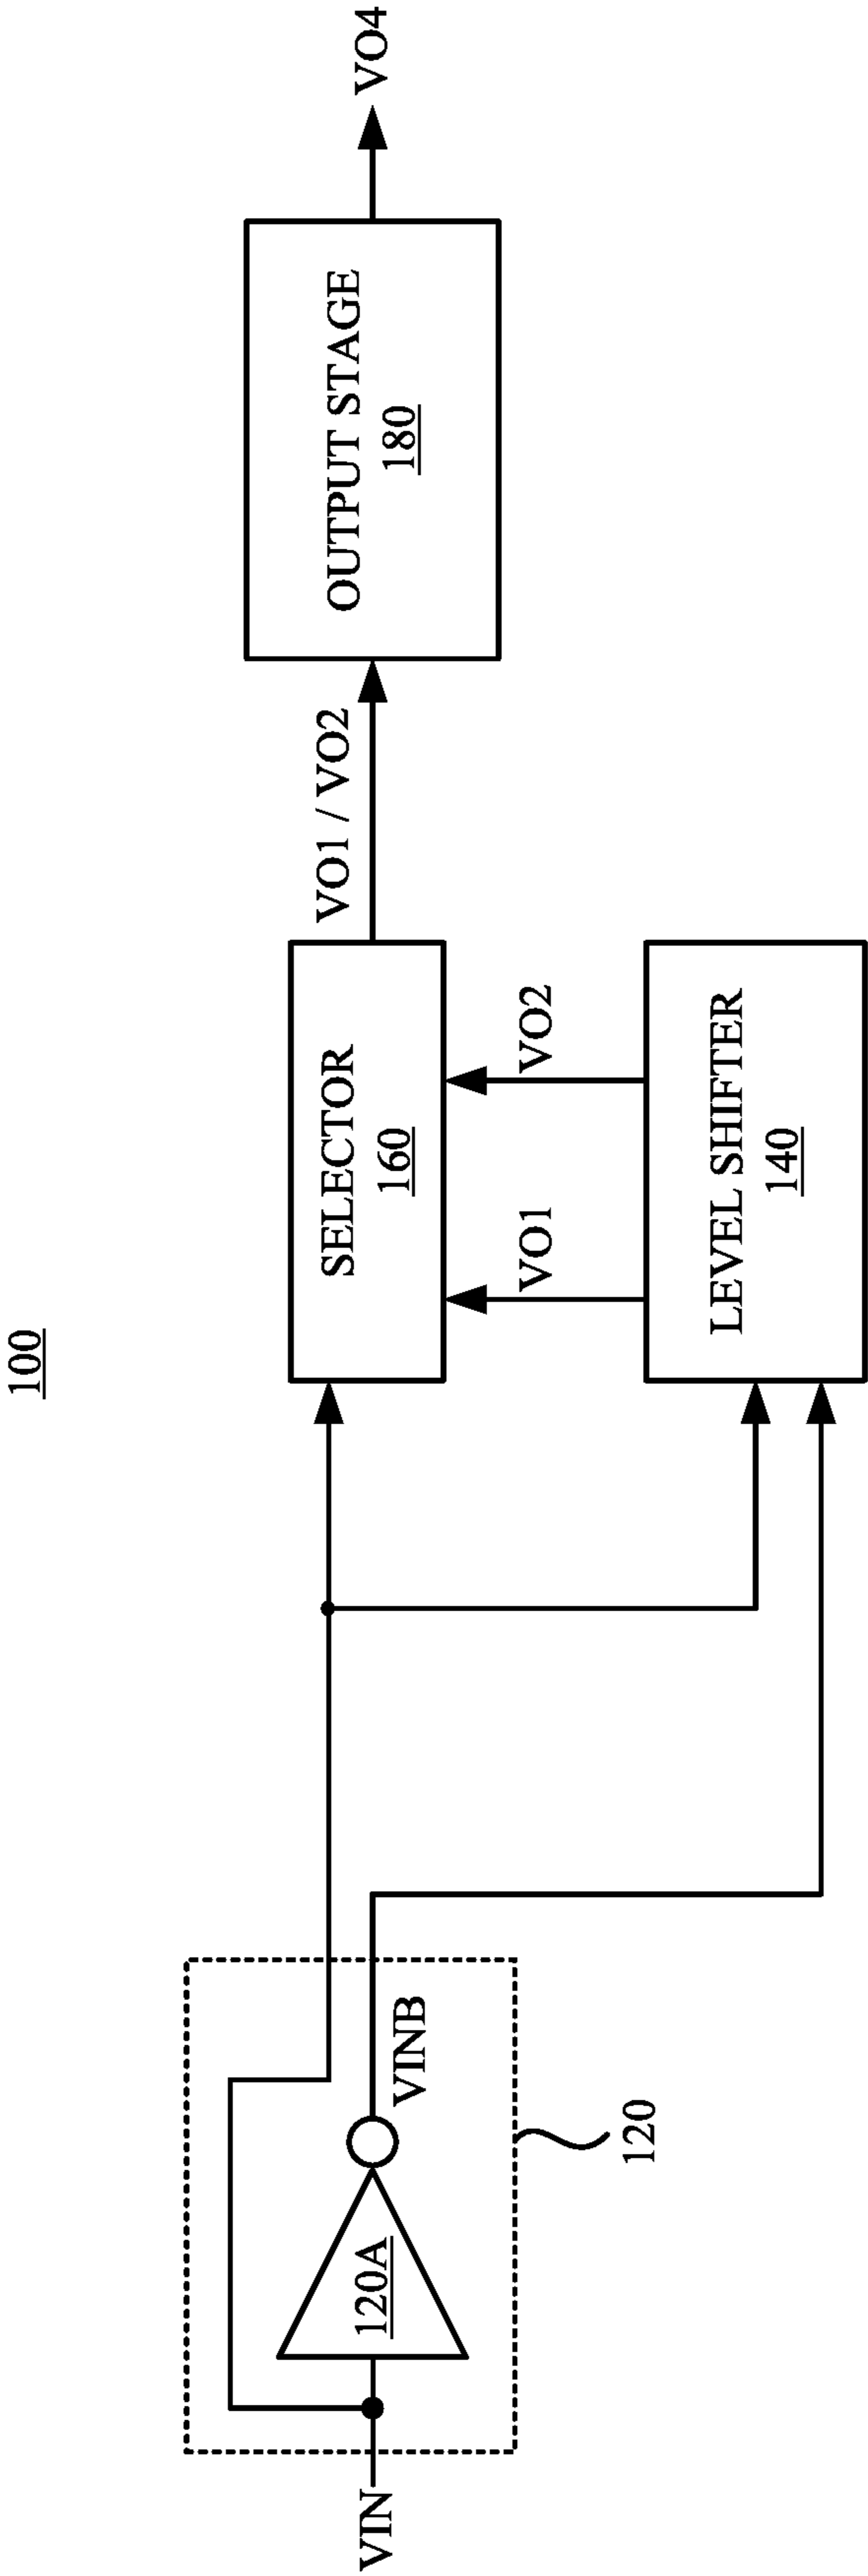 100
VIN
120A
VINB
120
SELECTOR
160
VO1
VO2
LEVEL SHIFTER
140
VO1 / VO2
OUTPUT STAGE
180
VO4